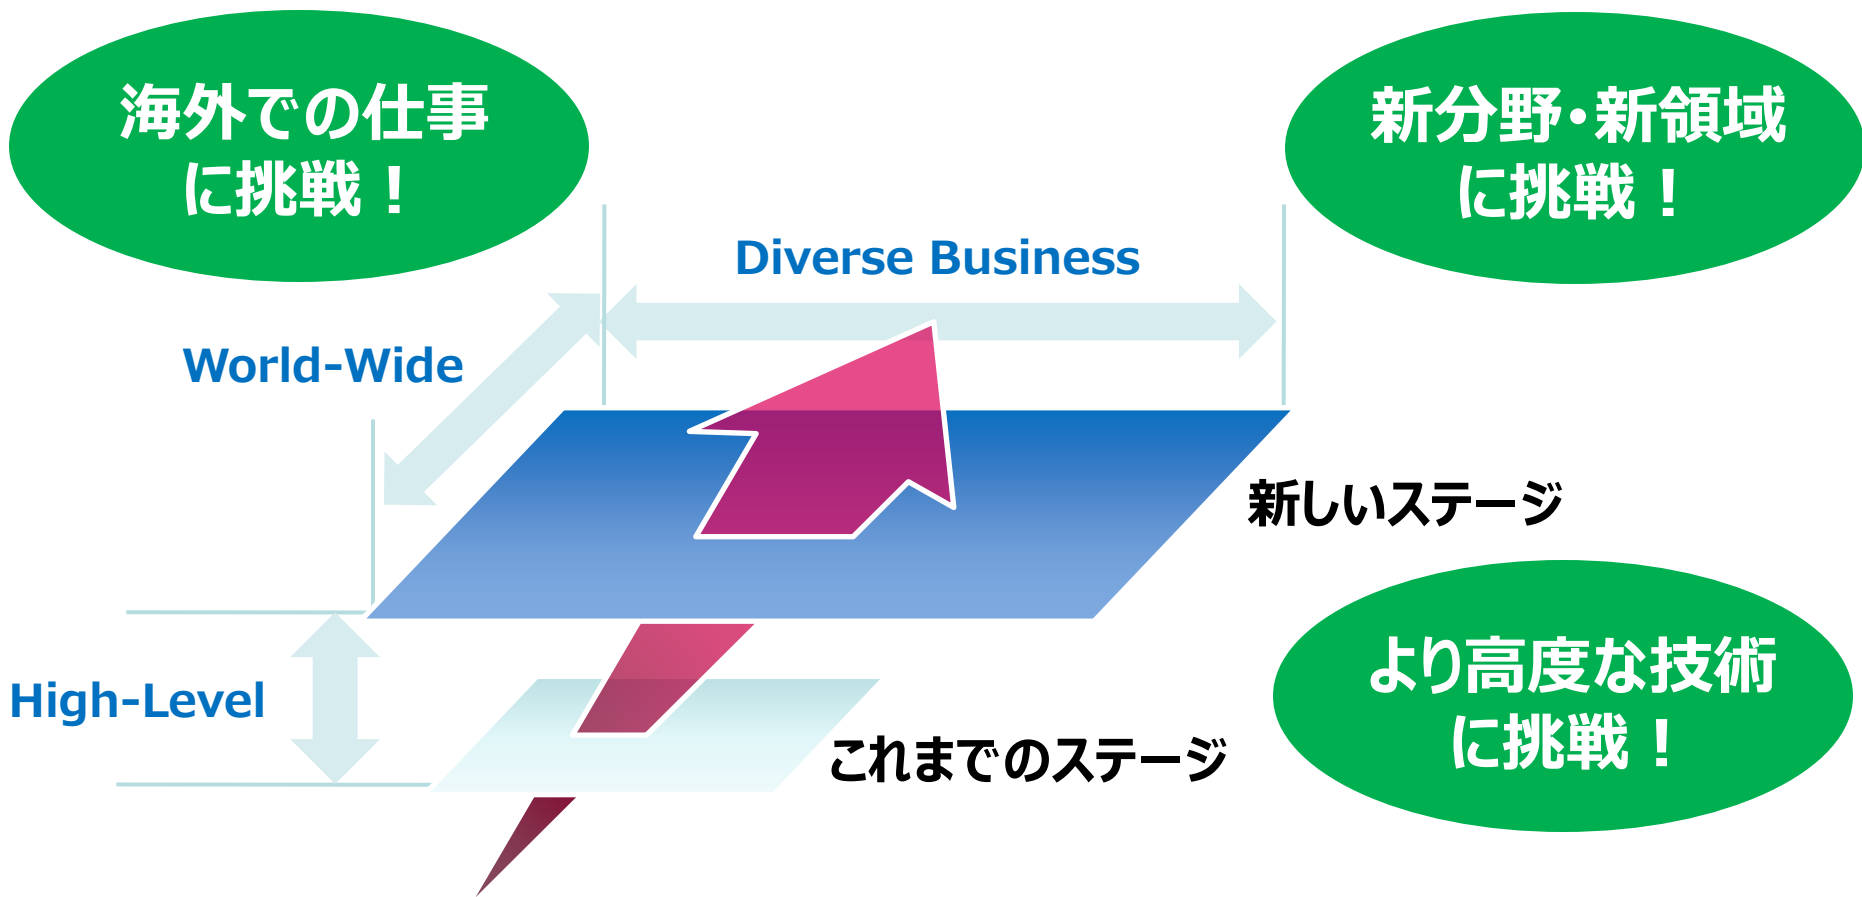 海外での仕事
に挑戦！
新分野・新領域
に挑戦！
Diverse Business
World-Wide
新しいステージ
High-Level
より高度な技術
に挑戦！
これまでのステージ